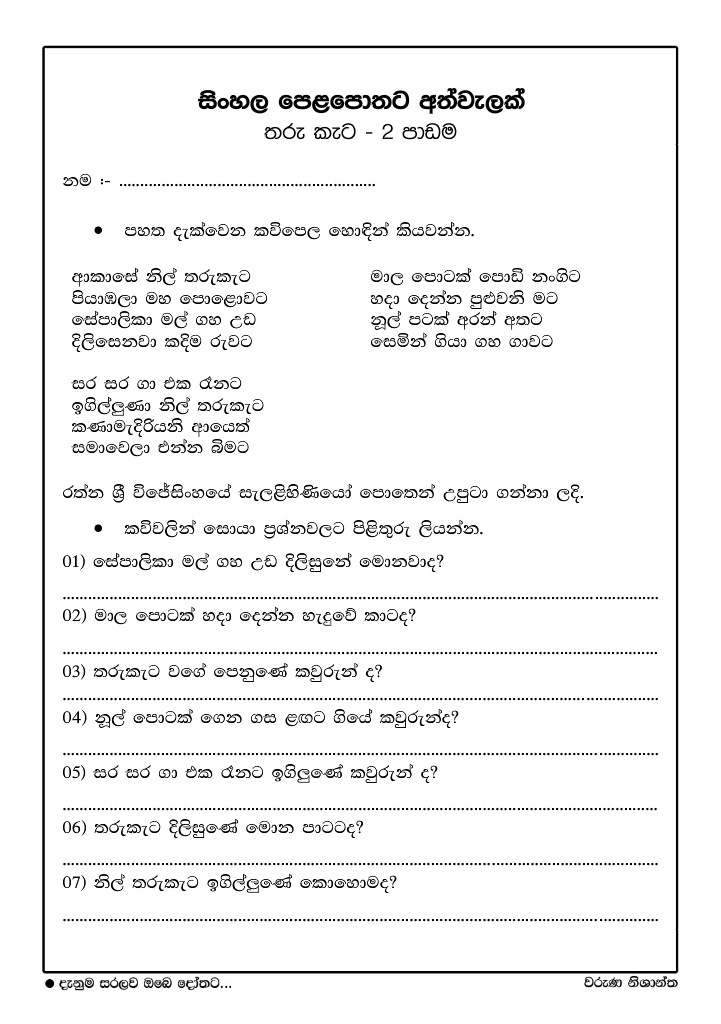 සිංහල පෙළපොතට අත්වැලක්
තරු කැට - 2 පාඩම
නම :- ............................................................
● පහත දැක්වෙන කවිපෙල හොඳින් කියවන්න.
ආකාසේ නිල් තරුකැට
පියාඹලා මහ පොළොවට
සේපාලිකා මල් ගහ උඩ
දිලිසෙනවා කදිම රුවට
මාල පොටක් පොඩි නංගිට
හදා දෙන්න පුළුවනි මට
නූල් පටක් අරන් අතට
සෙමින් ගියා ගහ ගාවට
සර සර ගා එක රෑනට
ඉගිල්ලුණා නිල් තරුකැට
කණාමැදිරියනි ආයෙත්
සමාවෙලා එන්න බිමට
රත්න ශ්‍රී විජේසිංහයේ සැලළිහිණියෝ පොතෙන් උපුටා ගන්නා ලදි.
● කවිවලින් සොයා ප්‍රශ්නවලට පිළිතුරු ලියන්න.
01) සේපාලිකා මල් ගහ උඩ දිලිසුනේ මොනවාද?
02) මාල පොටක් හදා දෙන්න හැදුවේ කාටද?
03) තරුකැට වගේ පෙනුණේ කවුරුන් ද?
04) නූල් පොටක් ගෙන ගස ළඟට ගියේ කවුරුන්ද?
05) සර සර ගා එක රෑනට ඉගිලුණේ කවුරුන් ද?
06) තරුකැට දිලිසුණේ මොන පාටටද?
07) නිල් තරුකැට ඉගිල්ලුණේ කොහොමද?
● දැනුම සරලව ඔබෙ දෝතට...
වරුණ නිශාන්ත